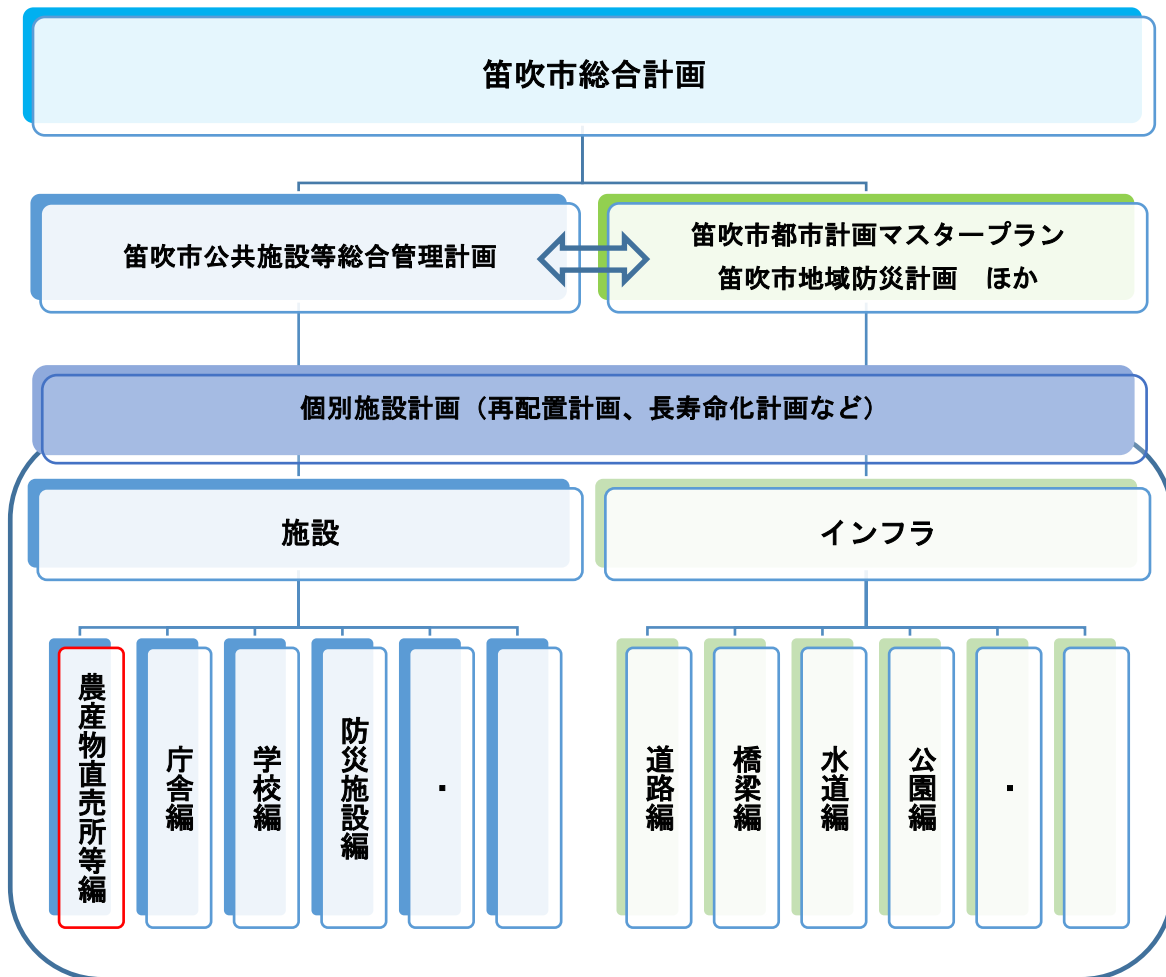 笛吹市総合計画
笛吹市公共施設等総合管理計画
笛吹市都市計画マスタープラン
笛吹市地域防災計画　ほか
個別施設計画（再配置計画、長寿命化計画など）
施設
インフラ
農産物直売所等編
庁舎編
学校編
防災施設編
・
道路編
橋梁編
水道編
公園編
・